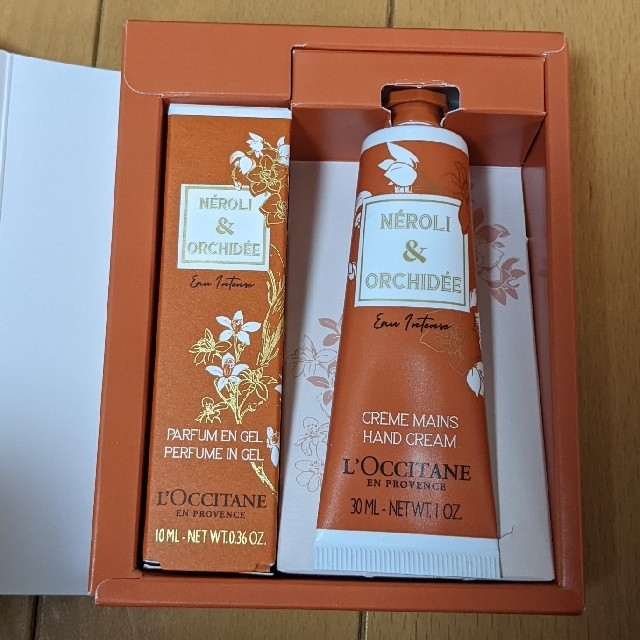 NÉROLI
&
ORCHIDÉE
Eau Intense
PARFUM EN GEL
PERFUME IN GEL
L'OCCITANE
EN PROVENCE
10 ML - NET WT. 0.36 OZ.
NÉROLI
&
ORCHIDÉE
Eau Intense
CRÈME MAINS
HAND CREAM
L'OCCITANE
EN PROVENCE
30 ML - NET WT. 1 OZ.